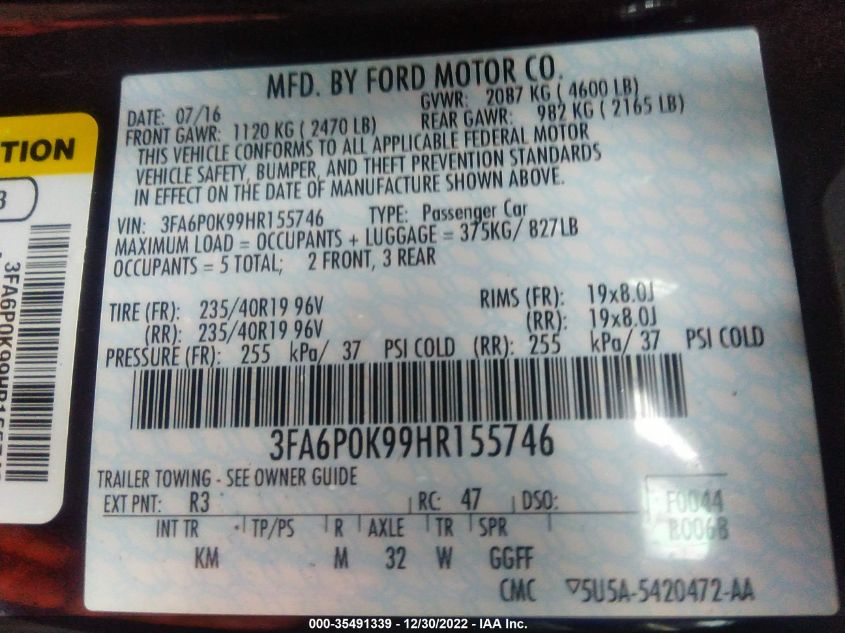 MFD. BY FORD MOTOR CO.
DATE: 07/16 GVWR: 2087 KG ( 4600 LB)
FRONT GAWR: 1120 KG ( 2470 LB) REAR GAWR: 982 KG ( 2165 LB)
THIS VEHICLE CONFORMS TO ALL APPLICABLE FEDERAL MOTOR
VEHICLE SAFETY, BUMPER, AND THEFT PREVENTION STANDARDS
IN EFFECT ON THE DATE OF MANUFACTURE SHOWN ABOVE.
VIN: 3FA6P0K99HR155746 TYPE: Passenger Car
MAXIMUM LOAD = OCCUPANTS + LUGGAGE = 375KG/ 827LB
OCCUPANTS = 5 TOTAL; 2 FRONT, 3 REAR
TIRE (FR): 235/40R19 96V RIMS (FR): 19x8.0J
(RR): 235/40R19 96V (RR): 19x8.0J
PRESSURE (FR): 255 kPa/ 37 PSI COLD (RR): 255 kPa/ 37 PSI COLD
3FA6P0K99HR155746
TRAILER TOWING - SEE OWNER GUIDE
EXT PNT: R3 RC: 47 DSO: F0044
R0068
INT TR TP/PS R AXLE TR SPR
KM M 32 W GGFF
CMC ▽5U5A-5420472-AA
TION
3
3FA6P0K99HR155746
000-35491339 - 12/30/2022 - IAA Inc.